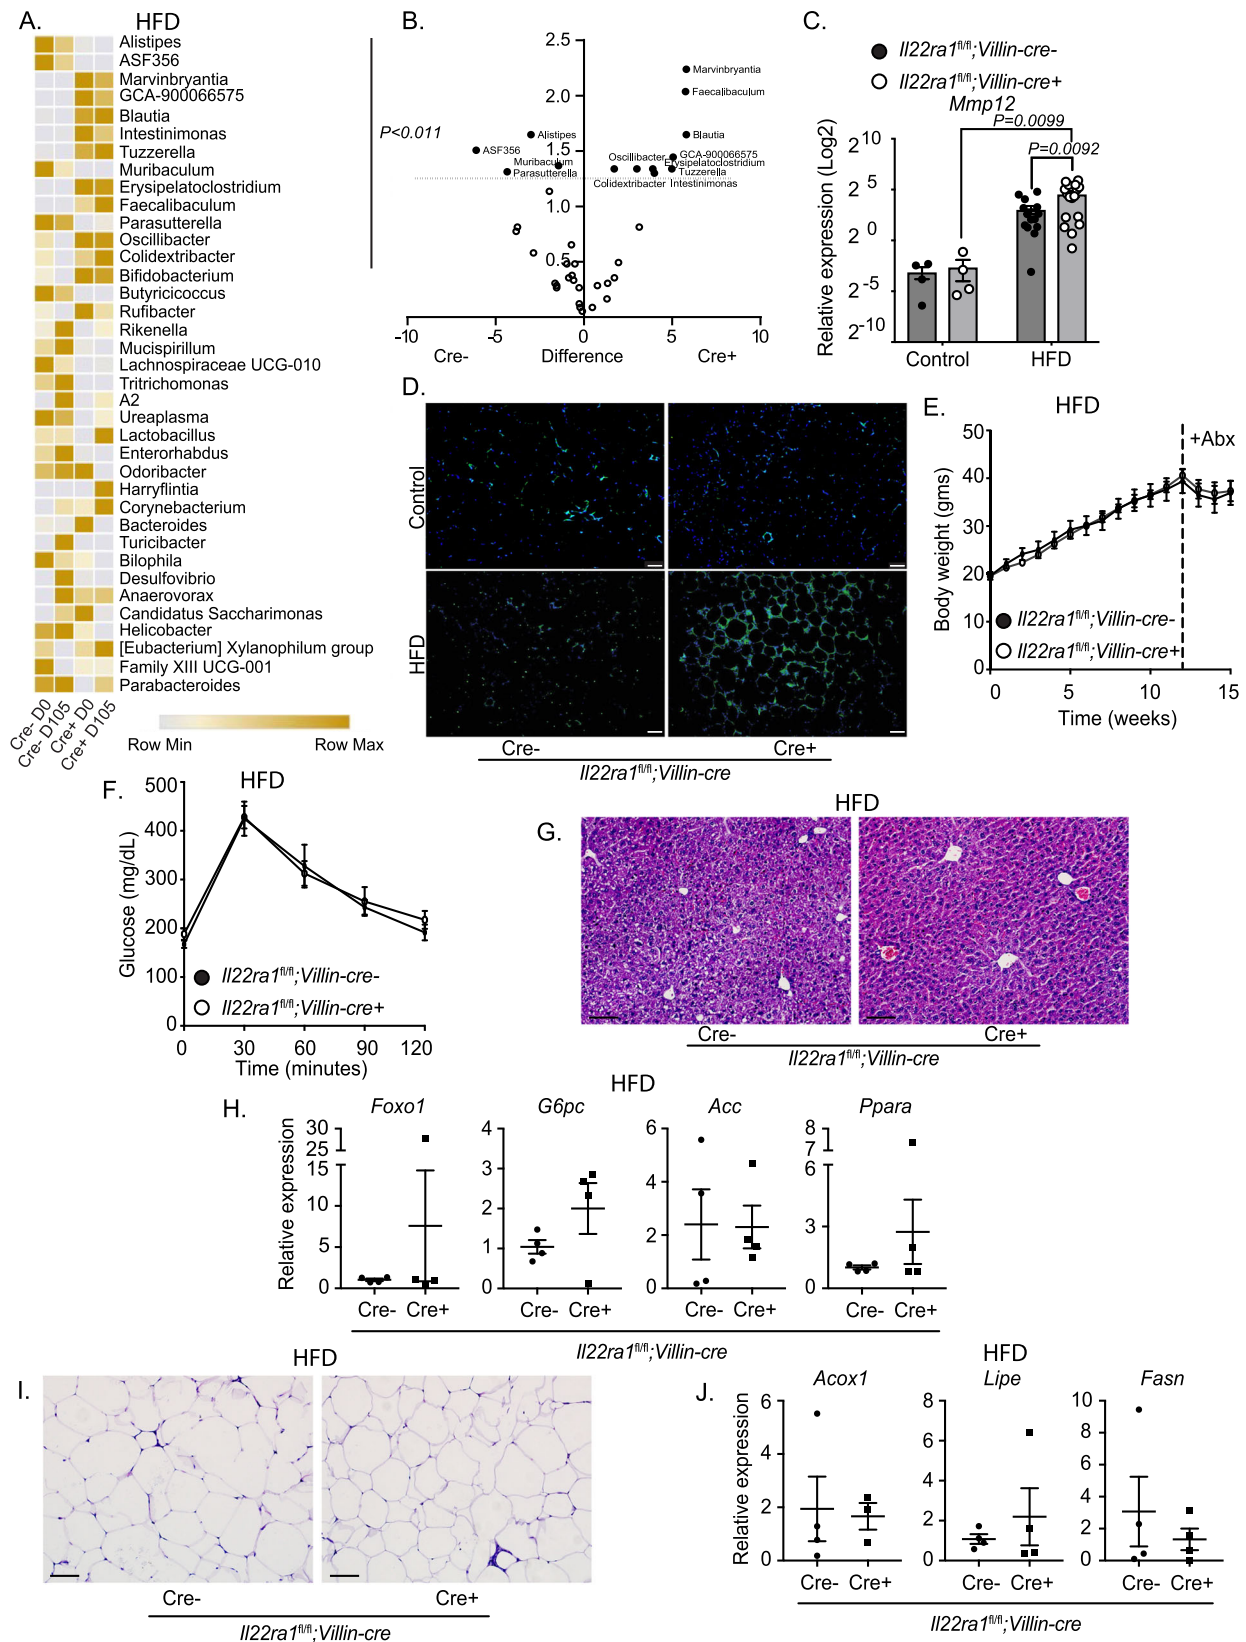 A.
HFD
Alistipes
ASF356
Marvinbryantia
GCA-900066575
Blautia
Intestinimonas
Tuzzerella
Muribaculum
Erysipelatoclostridium
Faecalibaculum
Parasutterella
Oscillibacter
Colidextribacter
Bifidobacterium
Butyricicoccus
Rufibacter
Rikenella
Mucispirillum
Lachnospiraceae UCG-010
Tritrichomonas
A2
Ureaplasma
Lactobacillus
Enterorhabdus
Odoribacter
Harryflintia
Corynebacterium
Bacteroides
Turicibacter
Bilophila
Desulfovibrio
Anaerovorax
Candidatus Saccharimonas
Helicobacter
[Eubacterium] Xylanophilum group
Family XIII UCG-001
Parabacteroides
P<0.011
Cre- D0
Cre- D105
Cre+ D0
Cre+ D105
Row Min
Row Max
B.
2.5
2.0
1.5
1.0
0.5
Marvinbryantia
Faecalibaculum
Alistipes
Blautia
ASF356
Muribaculum
Oscillibacter
GCA-900066575
Erysipelatoclostridium
Parasutterella
Tuzzerella
Colidextribacter
Intestinimonas
-10 -5 0 5 10
Cre- Difference Cre+
C.
Il22ra1fl/fl;Villin-cre-
Il22ra1fl/fl;Villin-cre+
Mmp12
P=0.0099
P=0.0092
Relative expression (Log2)
2 10
2 5
2 0
2 -5
2 -10
Control HFD
D.
Control
HFD
Cre- Cre+
Il22ra1fl/fl;Villin-cre
E.
HFD
+Abx
Body weight (gms)
50
40
30
20
10
0
Il22ra1fl/fl;Villin-cre-
Il22ra1fl/fl;Villin-cre+
0 5 10 15
Time (weeks)
F.
HFD
Glucose (mg/dL)
500
400
300
200
100
0
Il22ra1fl/fl;Villin-cre-
Il22ra1fl/fl;Villin-cre+
0 30 60 90 120
Time (minutes)
G.
HFD
Cre- Cre+
Il22ra1fl/fl;Villin-cre
H.
HFD
Relative expression
Foxo1
30
25
15
10
5
0
Cre- Cre+
G6pc
4
3
2
1
0
Cre- Cre+
Acc
6
4
2
0
Cre- Cre+
Ppara
8
7
6
3
0
Cre- Cre+
Il22ra1fl/fl;Villin-cre
I.
HFD
Cre- Cre+
Il22ra1fl/fl;Villin-cre
J.
HFD
Relative expression
Acox1
6
4
2
0
Cre- Cre+
Lipe
8
6
4
2
0
Cre- Cre+
Fasn
10
8
6
4
2
0
Cre- Cre+
Il22ra1fl/fl;Villin-cre